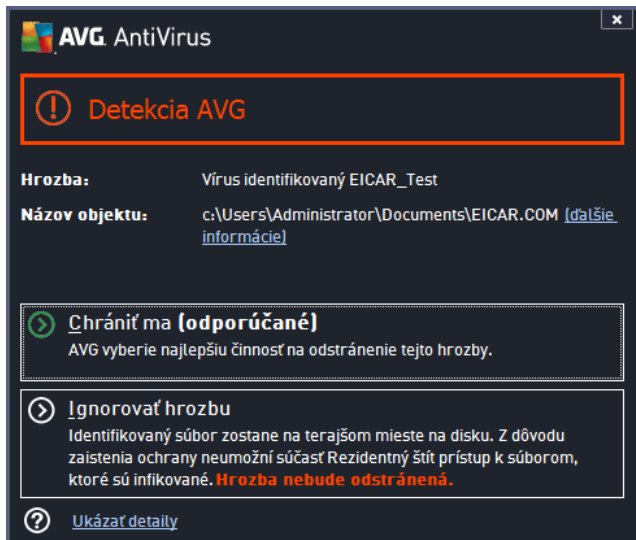 AVG. AntiVirus
Detekcia AVG
Hrozba: Vírus identifikovaný EICAR_Test
Názov objektu: c:\Users\Administrator\Documents\EICAR.COM (ďalšie
informácie)
Chrániť ma (odporúčané)
AVG vyberie najlepšiu činnosť na odstránenie tejto hrozby.
Ignorovať hrozbu
Identifikovaný súbor zostane na terajšom mieste na disku. Z dôvodu
zaistenia ochrany neumožní súčasť Rezidentný štít prístup k súborom,
ktoré sú infikované. Hrozba nebude odstránená.
Ukázať detaily